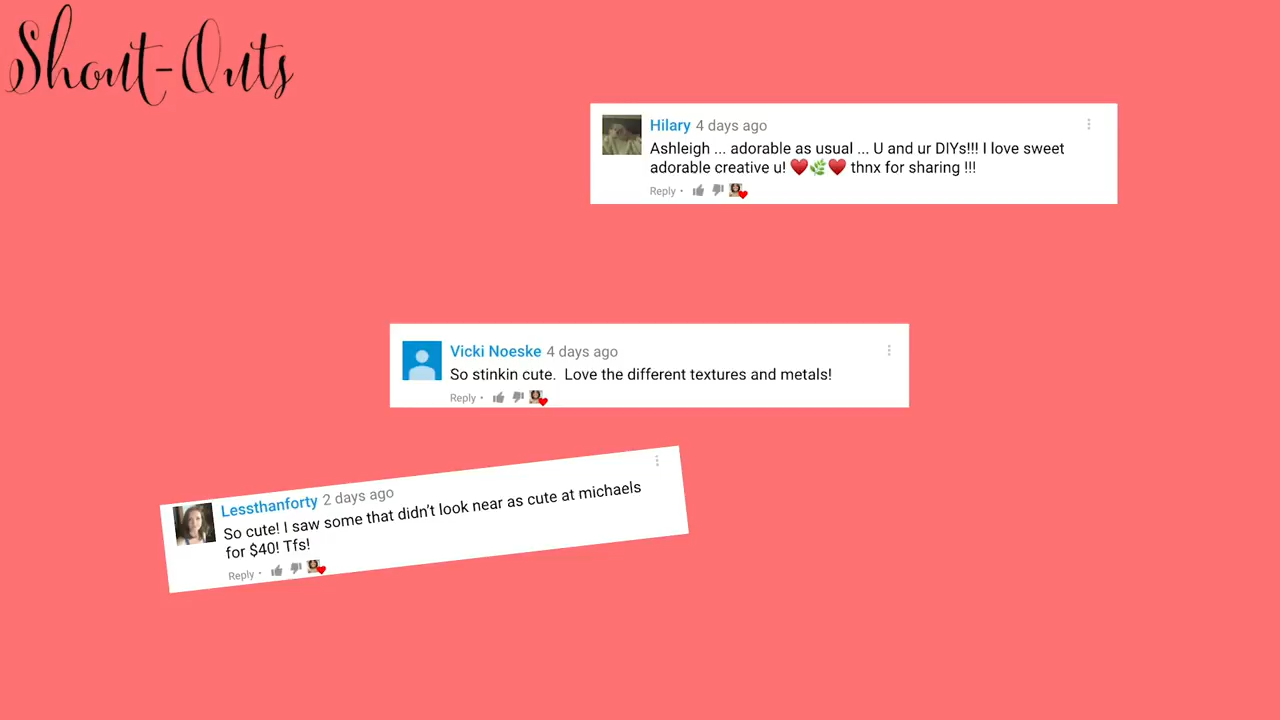 Shout-Outs
Hilary 4 days ago
Ashleigh ... adorable as usual ... U and ur DIYs!!! I love sweet
adorable creative u! ♥️🌿♥️ thnx for sharing !!!
Reply •
Vicki Noeske 4 days ago
So stinkin cute.  Love the different textures and metals!
Reply •
Lessthanforty 2 days ago
So cute! I saw some that didn't look near as cute at michaels
for $40! Tfs!
Reply •